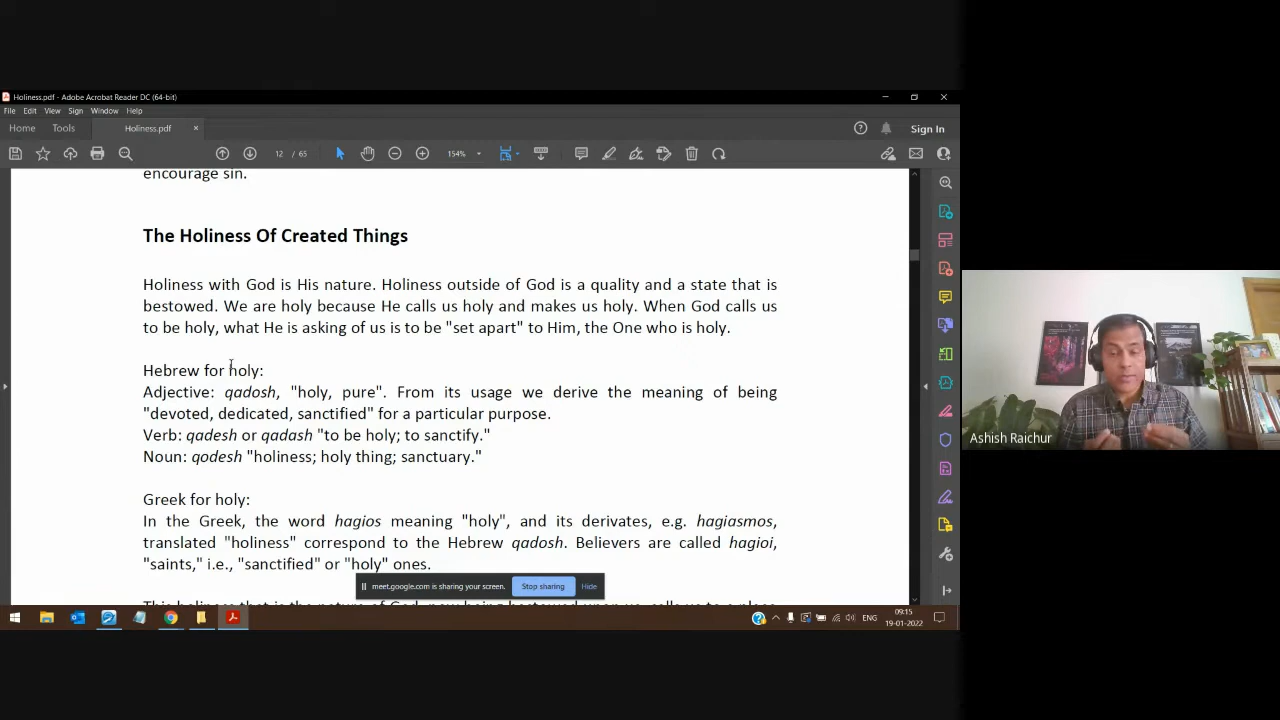 Holiness.pdf - Adobe Acrobat Reader DC (64-bit)
File Edit View Sign Window Help
Home Tools Holiness.pdf × Sign In
12 / 65 154%
encourage sin.
The Holiness Of Created Things
Holiness with God is His nature. Holiness outside of God is a quality and a state that is
bestowed. We are holy because He calls us holy and makes us holy. When God calls us
to be holy, what He is asking of us is to be "set apart" to Him, the One who is holy.
Hebrew for holy:
Adjective: qadosh, "holy, pure". From its usage we derive the meaning of being
"devoted, dedicated, sanctified" for a particular purpose.
Verb: qadesh or qadash "to be holy; to sanctify."
Noun: qodesh "holiness; holy thing; sanctuary."
Greek for holy:
In the Greek, the word hagios meaning "holy", and its derivates, e.g. hagiasmos,
translated "holiness" correspond to the Hebrew qadosh. Believers are called hagioi,
"saints," i.e., "sanctified" or "holy" ones.
meet.google.com is sharing your screen. Stop sharing Hide
ENG 09:15
19-01-2022
Ashish Raichur